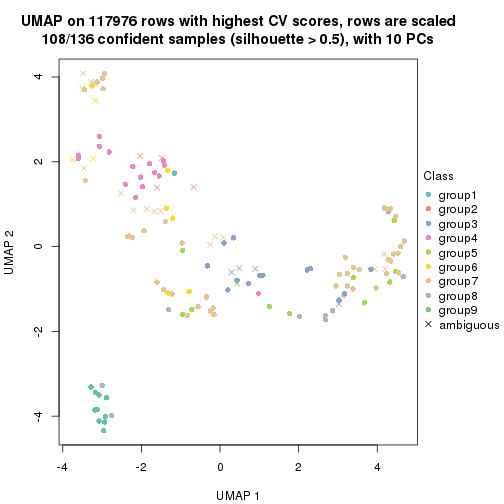 UMAP on 117976 rows with highest CV scores, rows are scaled
108/136 confident samples (silhouette > 0.5), with 10 PCs
4
2
0
-2
-4
UMAP 2
-4
-2
0
2
4
UMAP 1
Class
group1
group2
group3
group4
group5
group6
group7
group8
group9
ambiguous